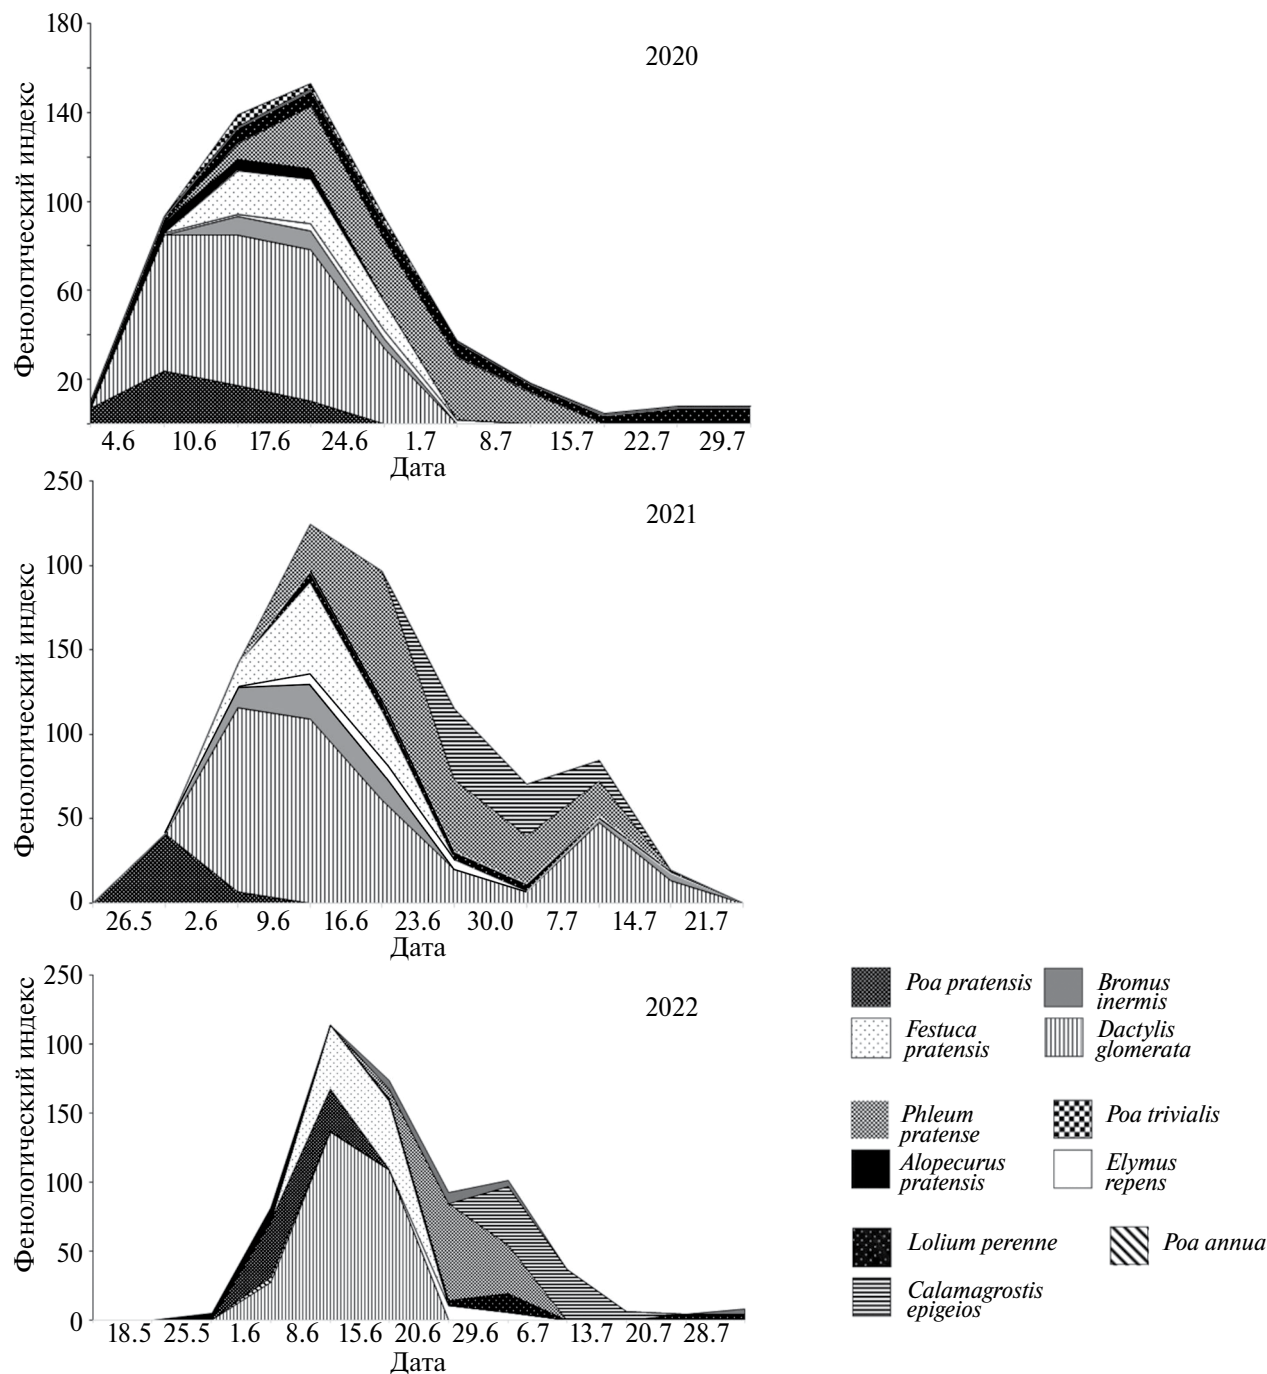 180
2020
140
100
60
20
Фенологический индекс
4.6 10.6 17.6 24.6 1.7 8.7 15.7 22.7 29.7
Дата
250
2021
100
150
100
50
0
Фенологический индекс
26.5 2.6 9.6 16.6 23.6 30.0 7.7 14.7 21.7
Дата
250
2022
100
150
100
50
0
Фенологический индекс
18.5 25.5 1.6 8.6 15.6 20.6 29.6 6.7 13.7 20.7 28.7
Дата
Poa pratensis
Bromus
inermis
Festuca
pratensis
Dactylis
glomerata
Phleum
pratense
Poa trivialis
Alopecurus
pratensis
Elymus
repens
Lolium perenne
Poa annua
Calamagrostis
epigeios